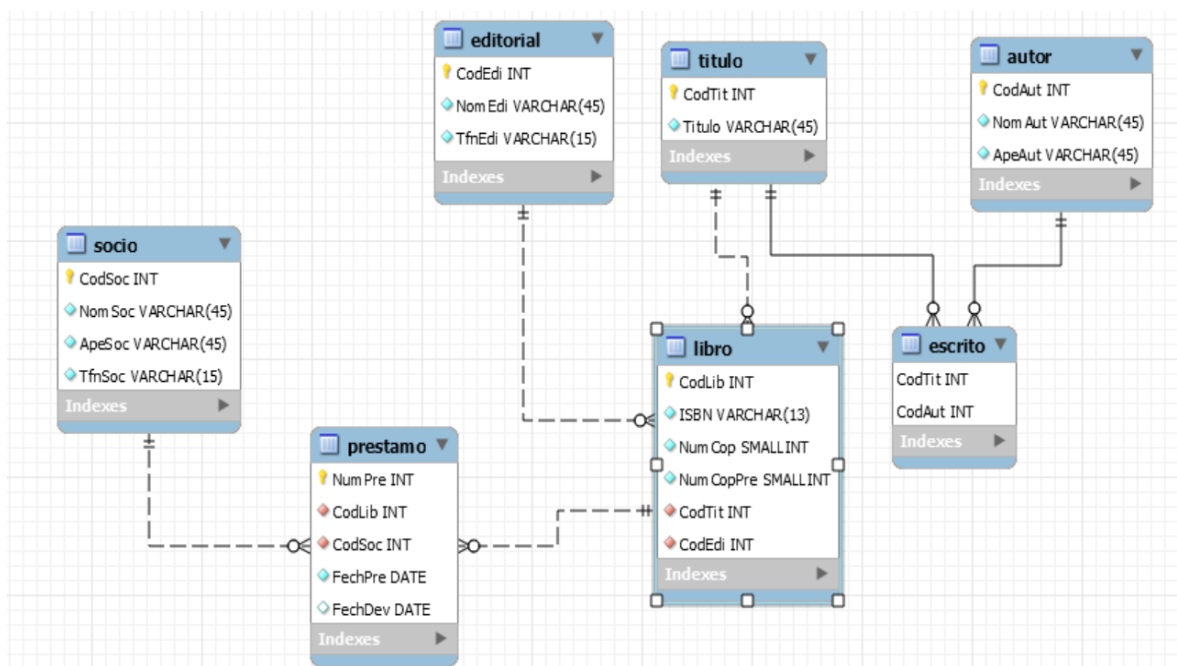 editorial
CodEdi INT
NomEdi VARCHAR(45)
TfnEdi VARCHAR(15)
Indexes
titulo
CodTit INT
Titulo VARCHAR(45)
Indexes
autor
CodAut INT
NomAut VARCHAR(45)
ApeAut VARCHAR(45)
Indexes
socio
CodSoc INT
NomSoc VARCHAR(45)
ApeSoc VARCHAR(45)
TfnSoc VARCHAR(15)
Indexes
prestamo
NumPre INT
CodLib INT
CodSoc INT
FechPre DATE
FechDev DATE
Indexes
libro
CodLib INT
ISBN VARCHAR(13)
NumCop SMALLINT
NumCopPre SMALLINT
CodTit INT
CodEdi INT
Indexes
escrito
CodTit INT
CodAut INT
Indexes